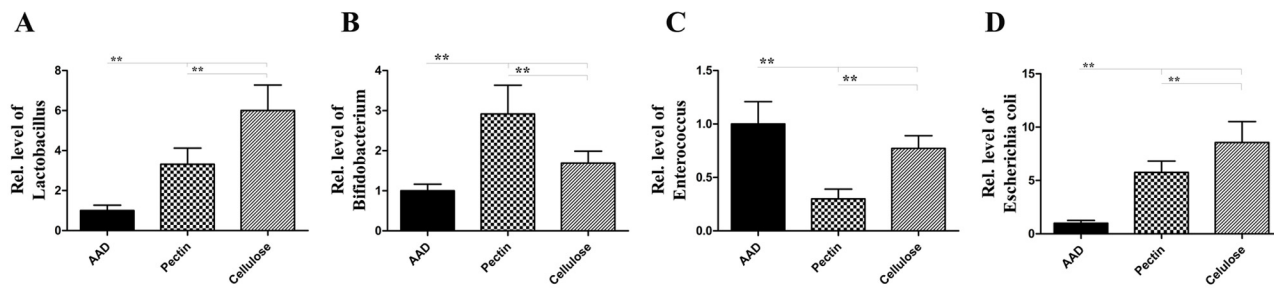 A
Rel. level of
Lactobacillus
8
6
4
2
0
**
**
AAD
Pectin
Cellulose
B
Rel. level of
Bifidobacterium
4
3
2
1
0
**
**
AAD
Pectin
Cellulose
C
Rel. level of
Enterococcus
1.5
1.0
0.5
0.0
**
**
AAD
Pectin
Cellulose
D
Rel. level of
Escherichia coli
15
10
5
0
**
**
AAD
Pectin
Celulose